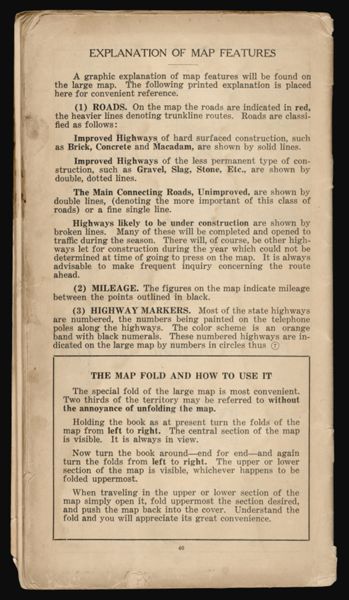 EXPLANATION OF MAP FEATURES
A graphic explanation of map features will be found on
the large map. The following printed explanation is placed
here for convenient reference.
(1) ROADS. On the map the roads are indicated in red,
the heavier lines denoting trunkline routes. Roads are classi-
fied as follows:
Improved Highways of hard surfaced construction, such
as Brick, Concrete and Macadam, are shown by solid lines.
Improved Highways of the less permanent type of con-
struction, such as Gravel, Slag, Stone, Etc., are shown by
double, dotted lines.
The Main Connecting Roads, Unimproved, are shown by
double lines, (denoting the more important of this class of
roads) or a fine single line.
Highways likely to be under construction are shown by
broken lines. Many of these will be completed and opened to
traffic during the season. There will, of course, be other high-
ways let for construction during the year which could not be
determined at time of going to press on the map. It is always
advisable to make frequent inquiry concerning the route
ahead.
(2) MILEAGE. The figures on the map indicate mileage
between the points outlined in black.
(3) HIGHWAY MARKERS. Most of the state highways
are numbered, the numbers being painted on the telephone
poles along the highways. The color scheme is an orange
band with black numerals. These numbered highways are in-
dicated on the large map by numbers in circles thus ⑦
THE MAP FOLD AND HOW TO USE IT
The special fold of the large map is most convenient.
Two thirds of the territory may be referred to without
the annoyance of unfolding the map.
Holding the book as at present turn the folds of the
map from left to right. The central section of the map
is visible. It is always in view.
Now turn the book around—end for end—and again
turn the folds from left to right. The upper or lower
section of the map is visible, whichever happens to be
folded uppermost.
When traveling in the upper or lower section of the
map simply open it, fold uppermost the section desired,
and push the map back into the cover. Understand the
fold and you will appreciate its great convenience.
40